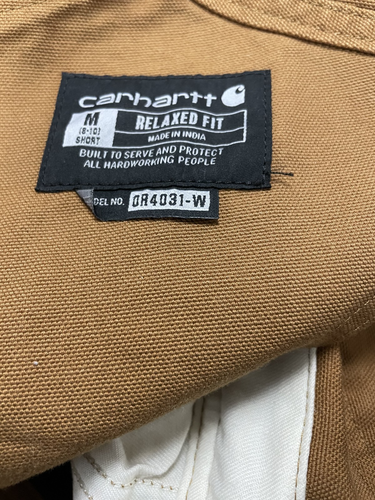 carhartt
M
(8-10)
SHORT
RELAXED FIT
MADE IN INDIA
BUILT TO SERVE AND PROTECT
ALL HARDWORKING PEOPLE
DEL NO. OR4031-W